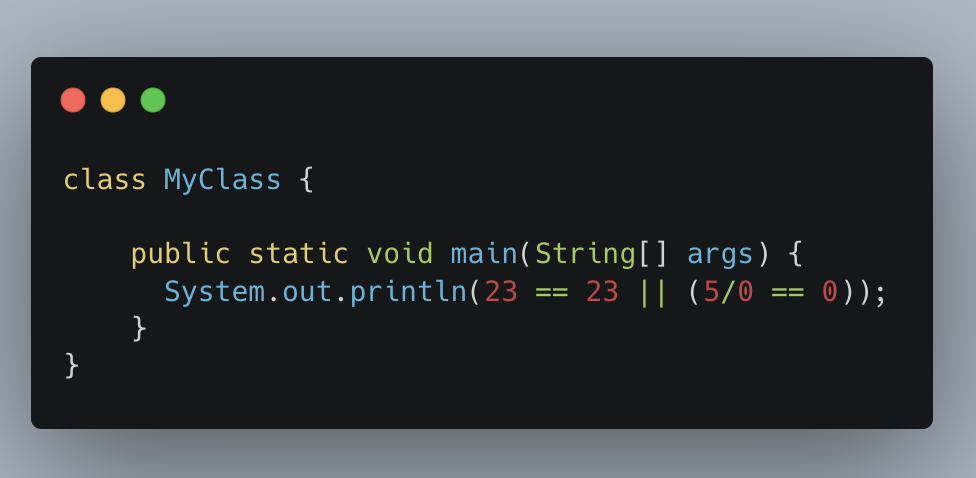 class MyClass {
    public static void main(String[] args) {
      System.out.println(23 == 23 || (5/0 == 0));
    }
}